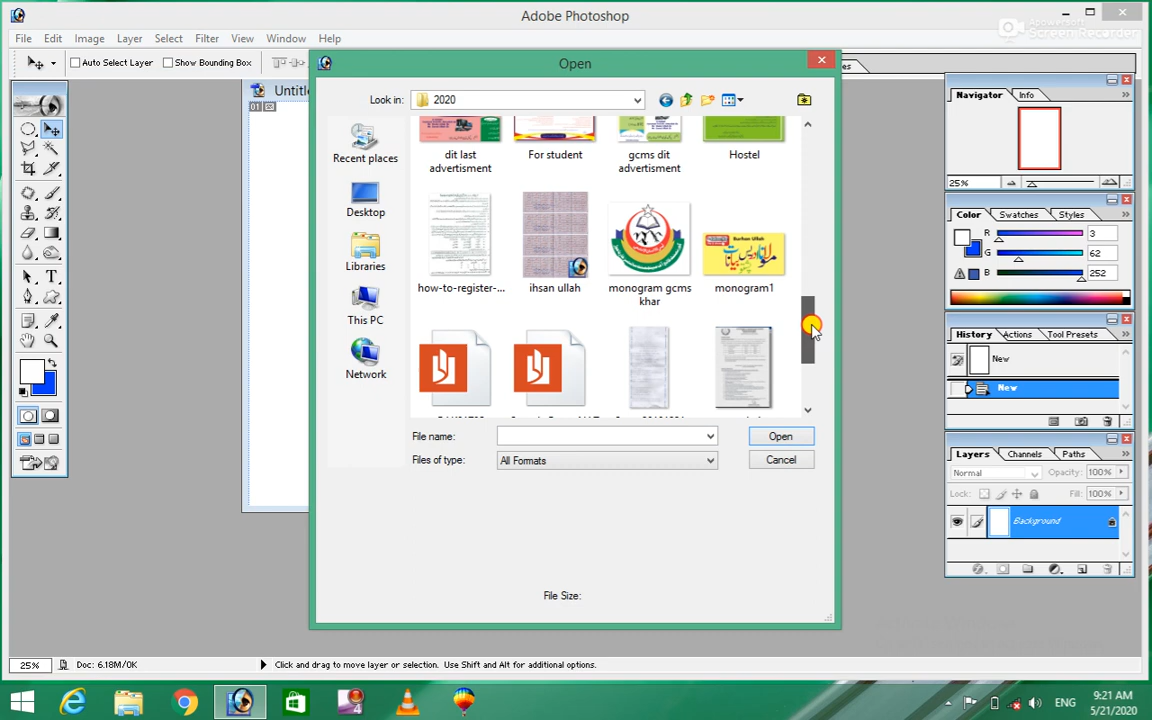 Adobe Photoshop
Apowersoft
Screen Recorder
File Edit Image Layer Select Filter View Window Help
Auto Select Layer Show Bounding Box
Open
Look in: 2020
Recent places
Desktop
Libraries
This PC
Network
dit last advertisment
For student
gcms dit advertisment
Hostel
how-to-register-...
ihsan ullah
monogram gcms khar
monogram1
Burhan Ullah
File name:
Open
Files of type: All Formats
Cancel
File Size:
Navigator Info
25%
Color Swatches Styles
R 3
G 62
B 252
History Actions Tool Presets
New
New
Layers Channels Paths
Normal Opacity: 100%
Lock: Fill: 100%
Background
25% Doc: 6.18M/0K Click and drag to move layer or selection. Use Shift and Alt for additional options.
ENG
9:21 AM
5/21/2020